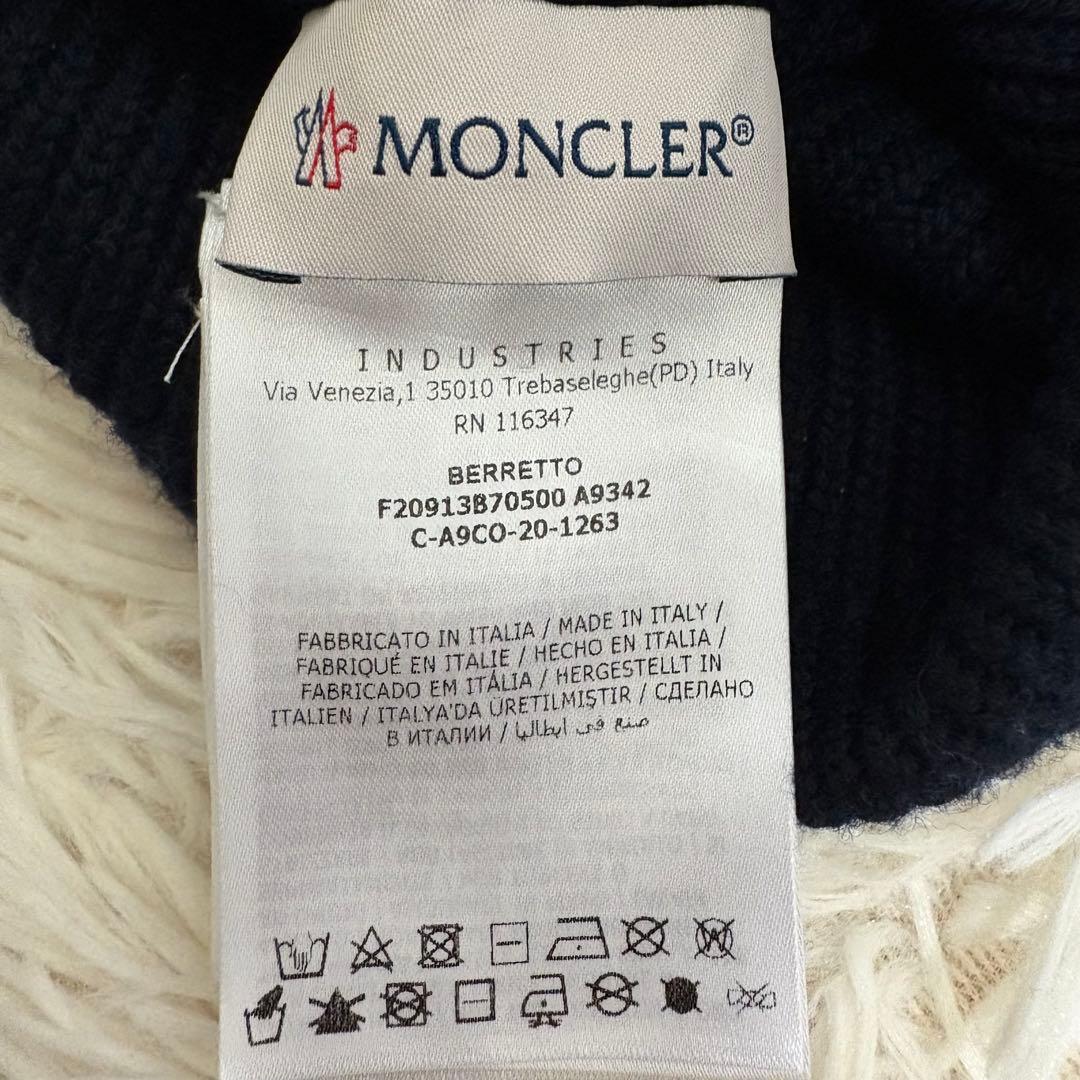 MONCLER®
INDUSTRIES
Via Venezia,1 35010 Trebaseleghe(PD) Italy
RN 116347
BERRETTO
F20913B70500 A9342
C-A9CO-20-1263
FABBRICATO IN ITALIA / MADE IN ITALY /
FABRIQUÉ EN ITALIE / HECHO EN ITALIA /
FABRICADO EM ITÁLIA / HERGESTELLT IN
ITALIEN / ITALYA'DA ÜRETILMIŞTIR / СДЕЛАНО
В ИТАЛИИ / صنع في ايطاليا
W